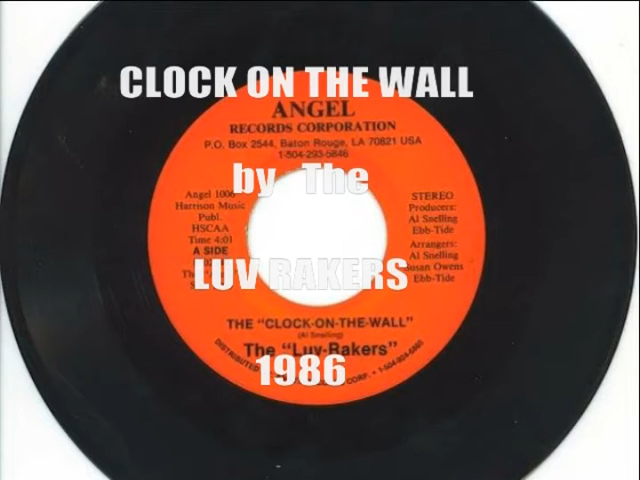 CLOCK ON THE WALL
ANGEL
RECORDS CORPORATION
P.O. Box 2544, Baton Rouge, LA 70821 USA
1-504-293-5846
by The
Angel 1006
Harrison Music
Publ.
HSCAA
Time 4:01
A SIDE
STEREO
Producers:
Al Snelling
Ebb-Tide
Arrangers:
Al Snelling
Susan Owens
Ebb-Tide
LUV RAKERS
THE "CLOCK-ON-THE-WALL"
(Al Snelling)
The "Luv-Rakers"
1986
DISTRIBUTED
CORP.